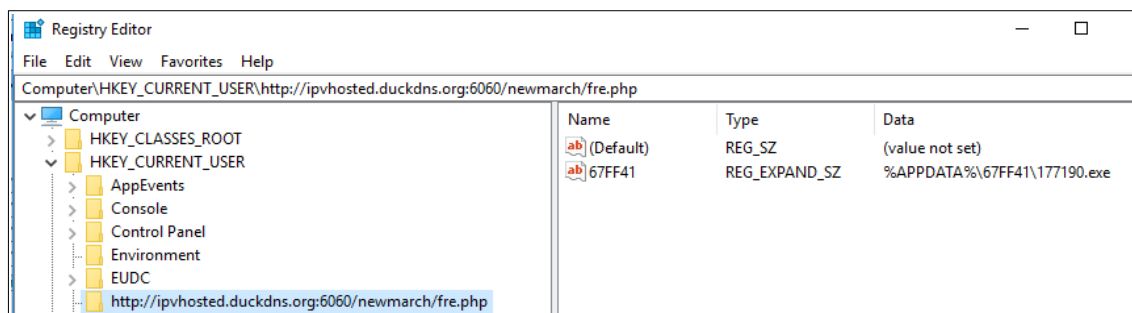 Registry Editor
File Edit View Favorites Help
Computer\HKEY_CURRENT_USER\http://ipvhosted.duckdns.org:6060/newmarch/fre.php
Computer
HKEY_CLASSES_ROOT
HKEY_CURRENT_USER
AppEvents
Console
Control Panel
Environment
EUDC
http://ipvhosted.duckdns.org:6060/newmarch/fre.php
Name Type Data
ab (Default) REG_SZ (value not set)
ab 67FF41 REG_EXPAND_SZ %APPDATA%\67FF41\177190.exe